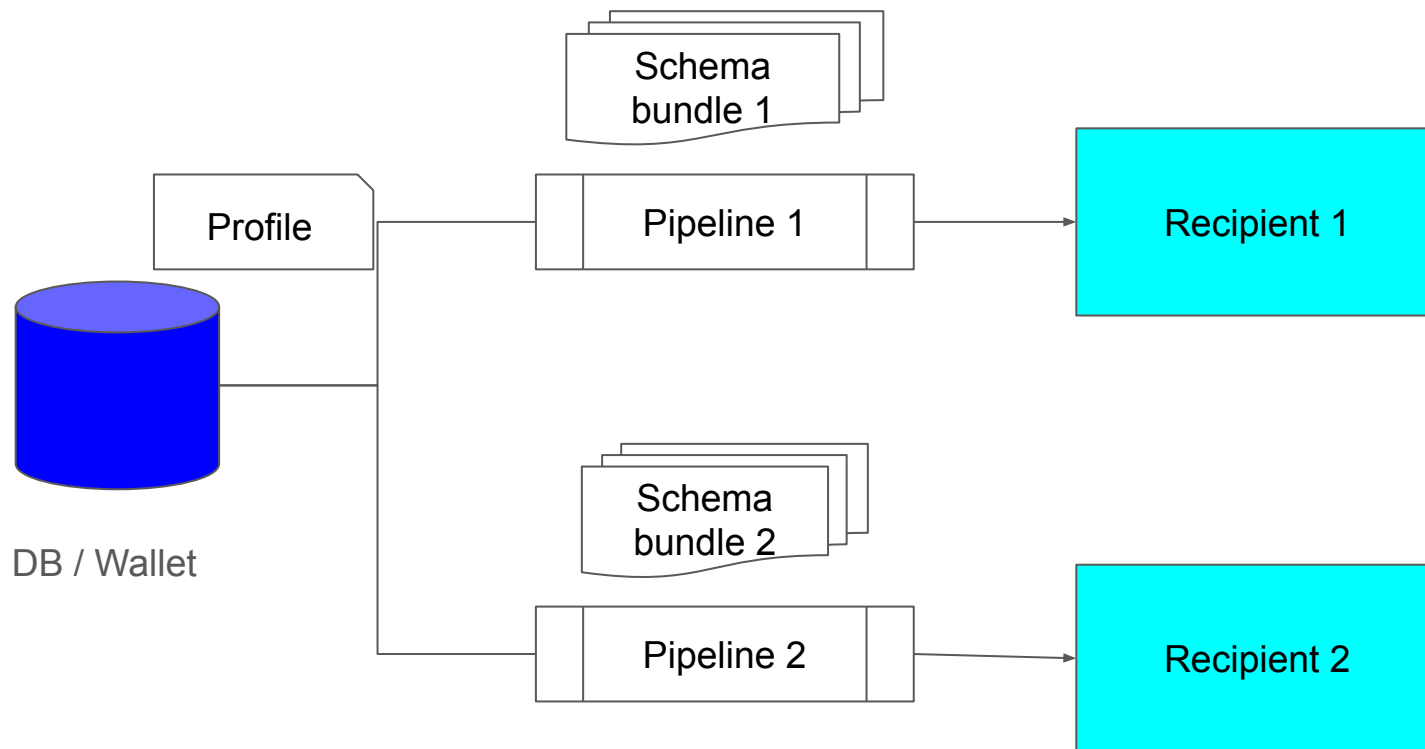 Schema
bundle 1
Profile
Pipeline 1
Recipient 1
Schema
bundle 2
DB / Wallet
Pipeline 2
Recipient 2